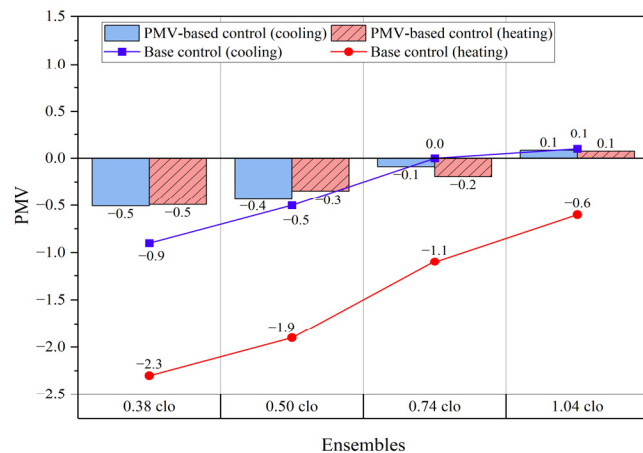 1.5
PMV-based control (cooling)
PMV-based control (heating)
Base control (cooling)
Base control (heating)
1.0
0.5
0.0
−0.5
−1.0
−1.5
−2.0
−2.5
PMV
−0.5
−0.5
−0.4
−0.3
−0.1
−0.2
0.1
0.1
−0.9
−0.5
0.0
0.1
−2.3
−1.9
−1.1
−0.6
0.38 clo
0.50 clo
0.74 clo
1.04 clo
Ensembles